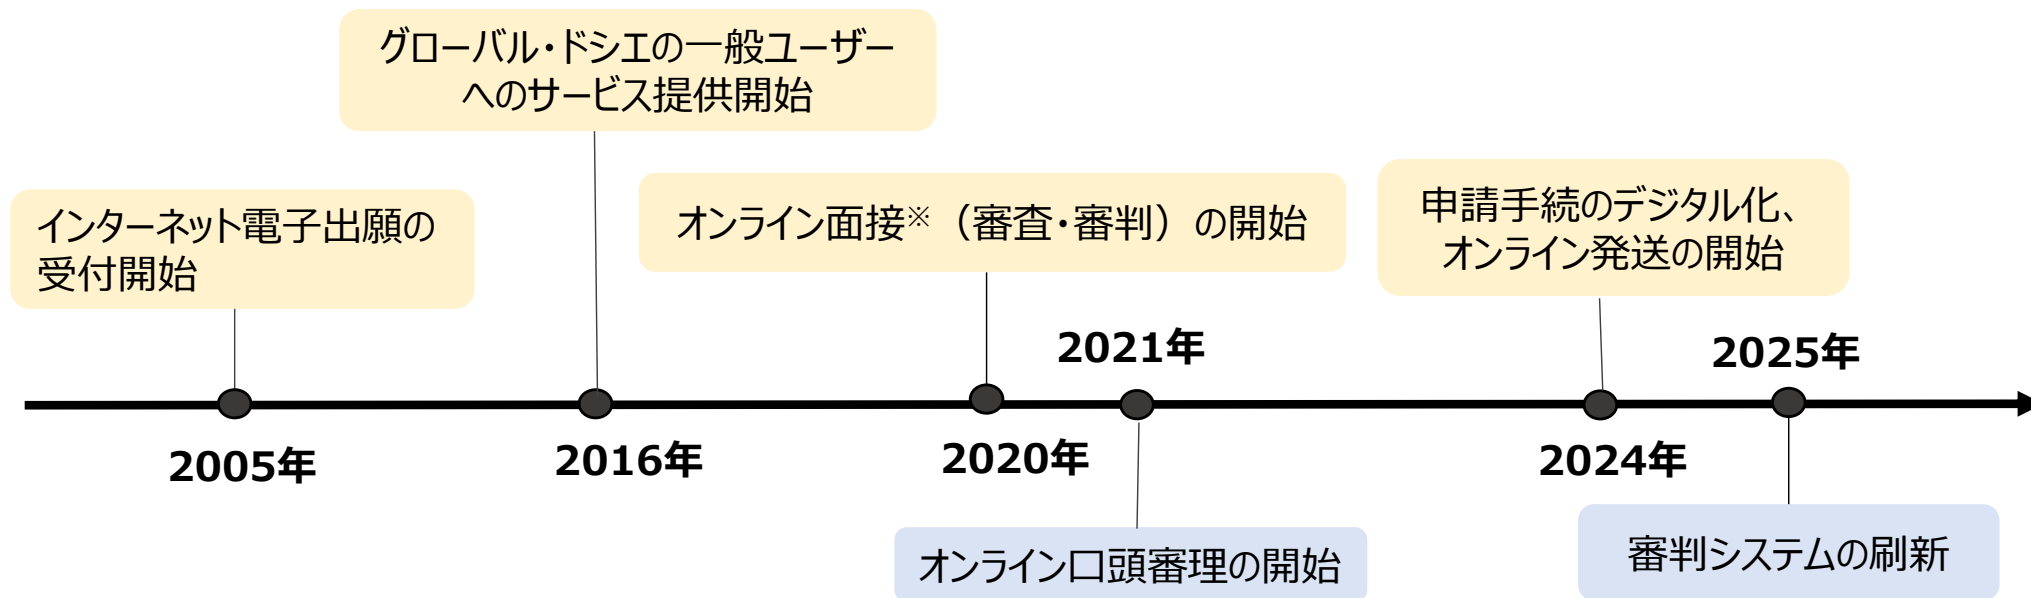 グローバル・ドシエの一般ユーザー
へのサービス提供開始
インターネット電子出願の
受付開始
オンライン面接※（審査・審判）の開始
申請手続のデジタル化、
オンライン発送の開始
2021年
2025年
2005年
2016年
2020年
2024年
オンライン口頭審理の開始
審判システムの刷新